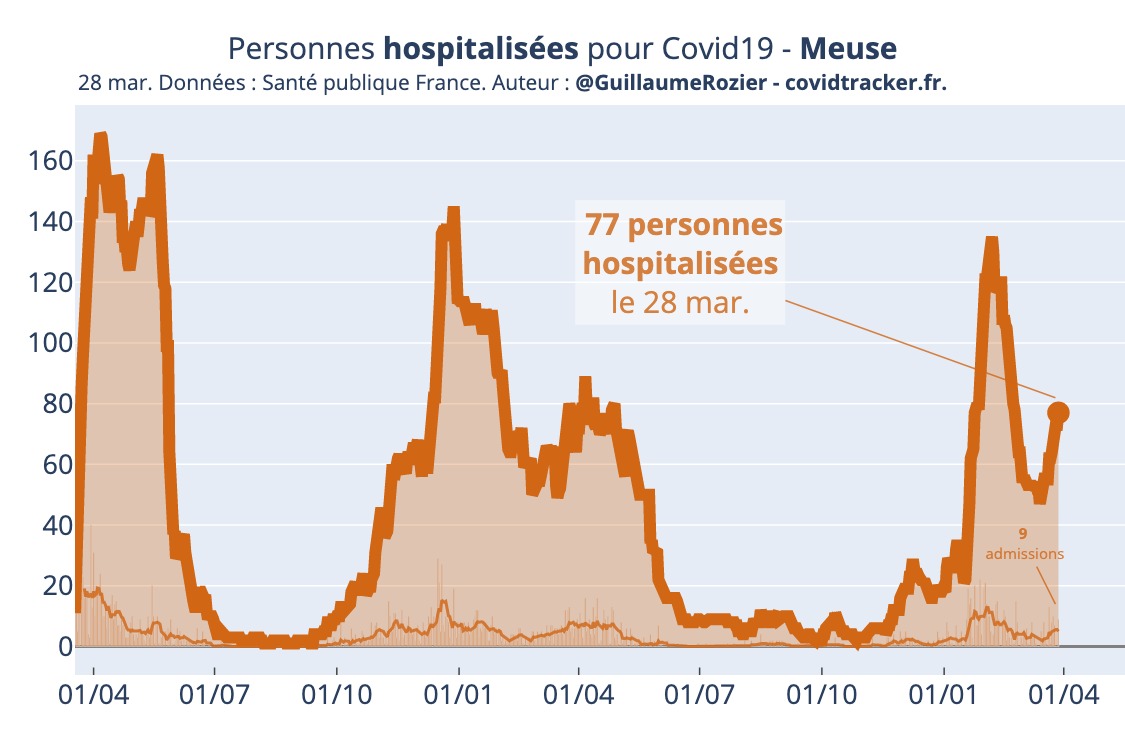 Personnes hospitalisées pour Covid19 - Meuse
28 mar. Données : Santé publique France. Auteur : @GuillaumeRozier - covidtracker.fr.
160
140
120
100
80
60
40
20
0
77 personnes
hospitalisées
le 28 mar.
9
admissions
01/04 01/07 01/10 01/01 01/04 01/07 01/10 01/01 01/04